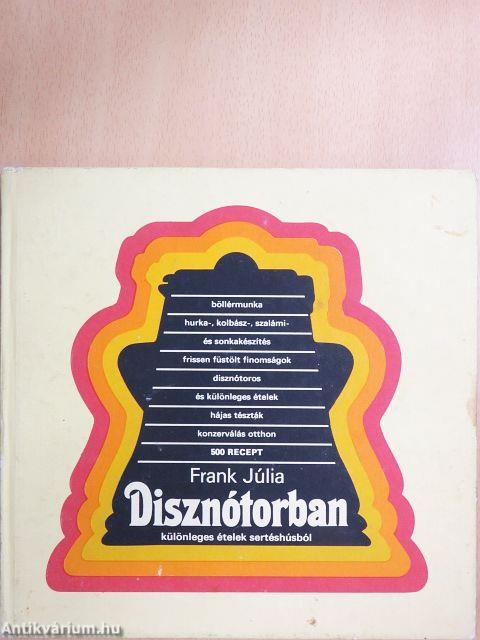 böllérmunka
hurka-, kolbász-, szalámi-
és sonkakészítés
frissen füstölt finomságok
disznótoros
és különleges ételek
hájas tészták
konzerválás otthon
500 RECEPT
Frank Júlia
Disznótorban
különleges ételek sertéshúsból
Antikvárium.hu